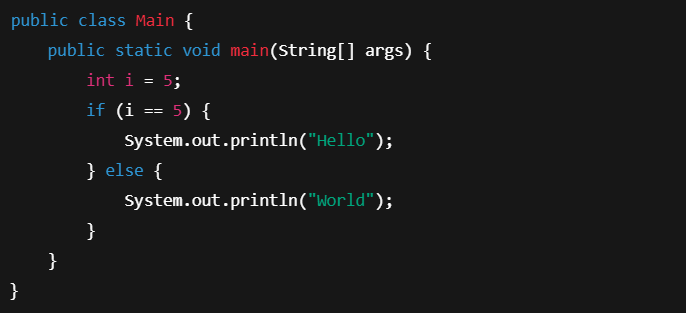 public class Main {
    public static void main(String[] args) {
        int i = 5;
        if (i == 5) {
            System.out.println("Hello");
        } else {
            System.out.println("World");
        }
    }
}